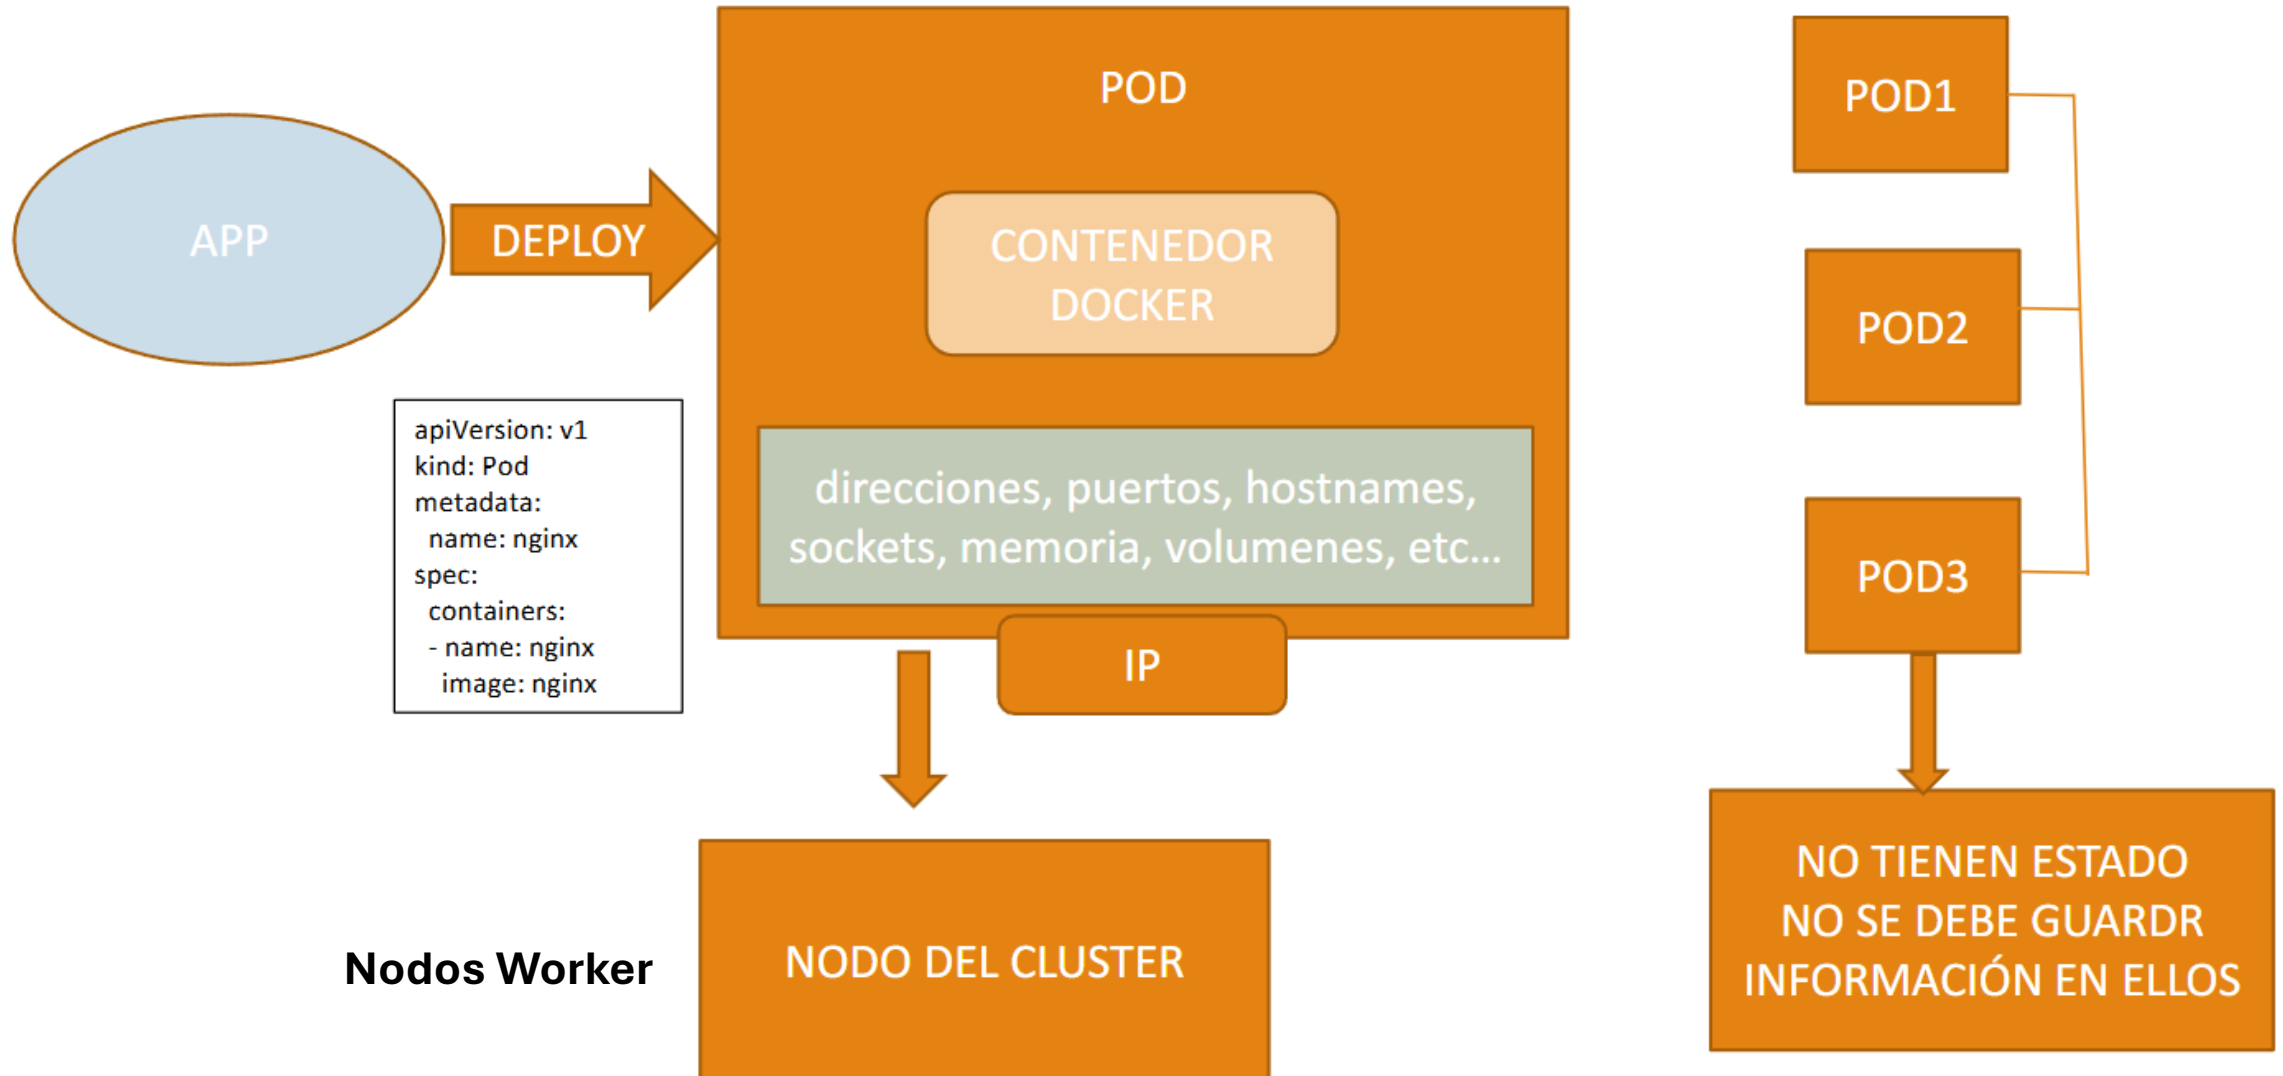 APP
DEPLOY
POD
CONTENEDOR
DOCKER
direcciones, puertos, hostnames,
sockets, memoria, volumenes, etc...
IP
apiVersion: v1
kind: Pod
metadata:
  name: nginx
spec:
  containers:
  - name: nginx
    image: nginx
Nodos Worker
NODO DEL CLUSTER
POD1
POD2
POD3
NO TIENEN ESTADO
NO SE DEBE GUARDR
INFORMACIÓN EN ELLOS